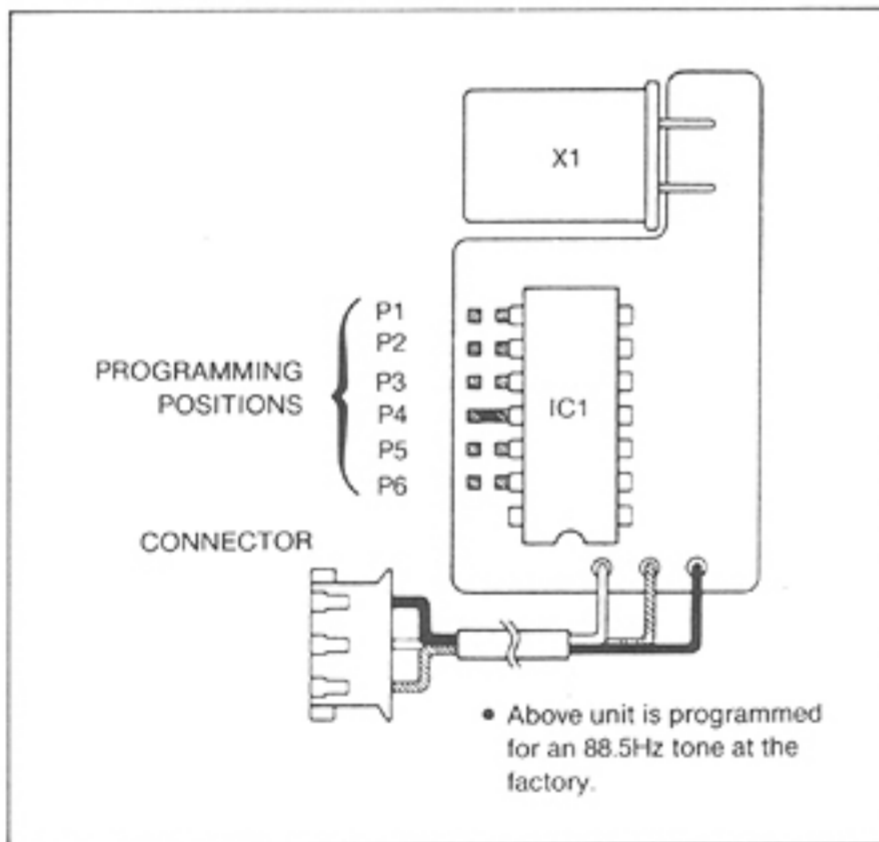 X1
P1
P2
P3
P4
P5
P6
PROGRAMMING
POSITIONS
IC1
CONNECTOR
• Above unit is programmed
for an 88.5Hz tone at the
factory.